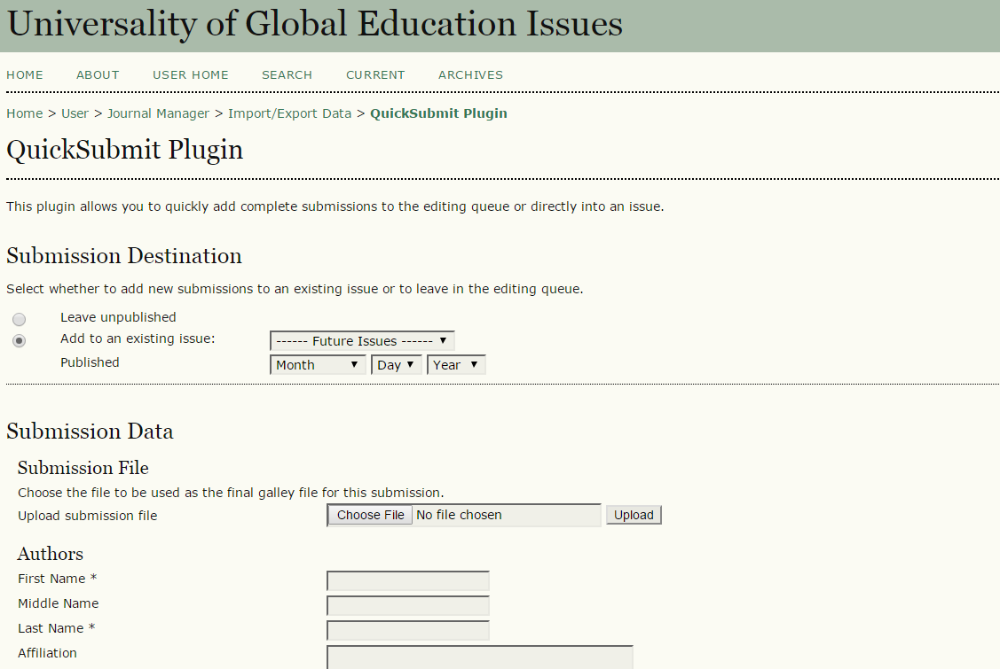 Universality of Global Education Issues
HOME ABOUT USER HOME SEARCH CURRENT ARCHIVES
Home > User > Journal Manager > Import/Export Data > QuickSubmit Plugin
QuickSubmit Plugin
This plugin allows you to quickly add complete submissions to the editing queue or directly into an issue.
Submission Destination
Select whether to add new submissions to an existing issue or to leave in the editing queue.
Leave unpublished
Add to an existing issue: ------ Future Issues ------
Published Month Day Year
Submission Data
Submission File
Choose the file to be used as the final galley file for this submission.
Upload submission file Choose File No file chosen Upload
Authors
First Name *
Middle Name
Last Name *
Affiliation